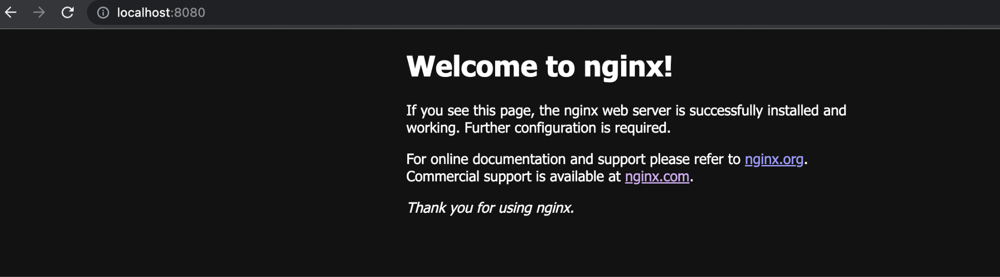 localhost:8080
Welcome to nginx!
If you see this page, the nginx web server is successfully installed and
working. Further configuration is required.
For online documentation and support please refer to nginx.org.
Commercial support is available at nginx.com.
Thank you for using nginx.